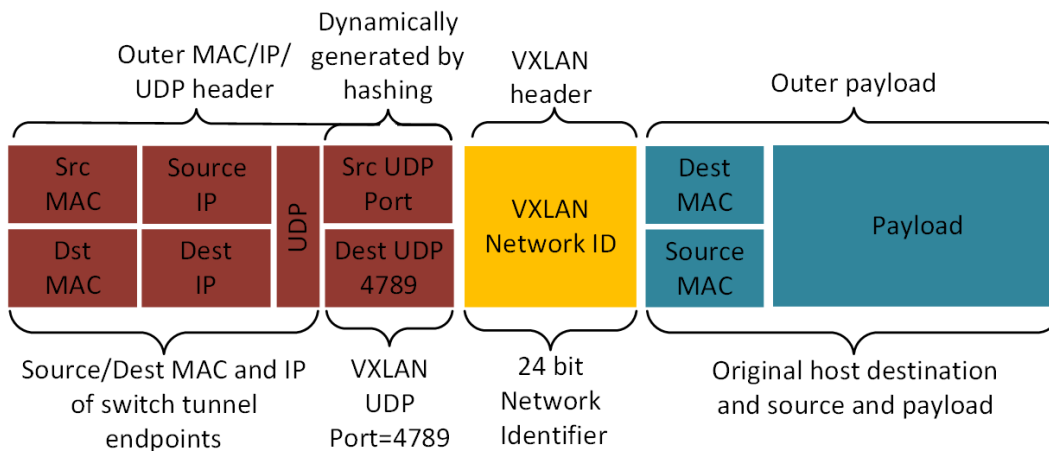 Outer MAC/IP/
UDP header
Dynamically
generated by
hashing
VXLAN
header
Outer payload
Src
MAC
Source
IP
UDP
Src UDP
Port
VXLAN
Network ID
Dest
MAC
Payload
Dst
MAC
Dest
IP
Dest UDP
4789
Source
MAC
Source/Dest MAC and IP
of switch tunnel
endpoints
VXLAN
UDP
Port=4789
24 bit
Network
Identifier
Original host destination
and source and payload